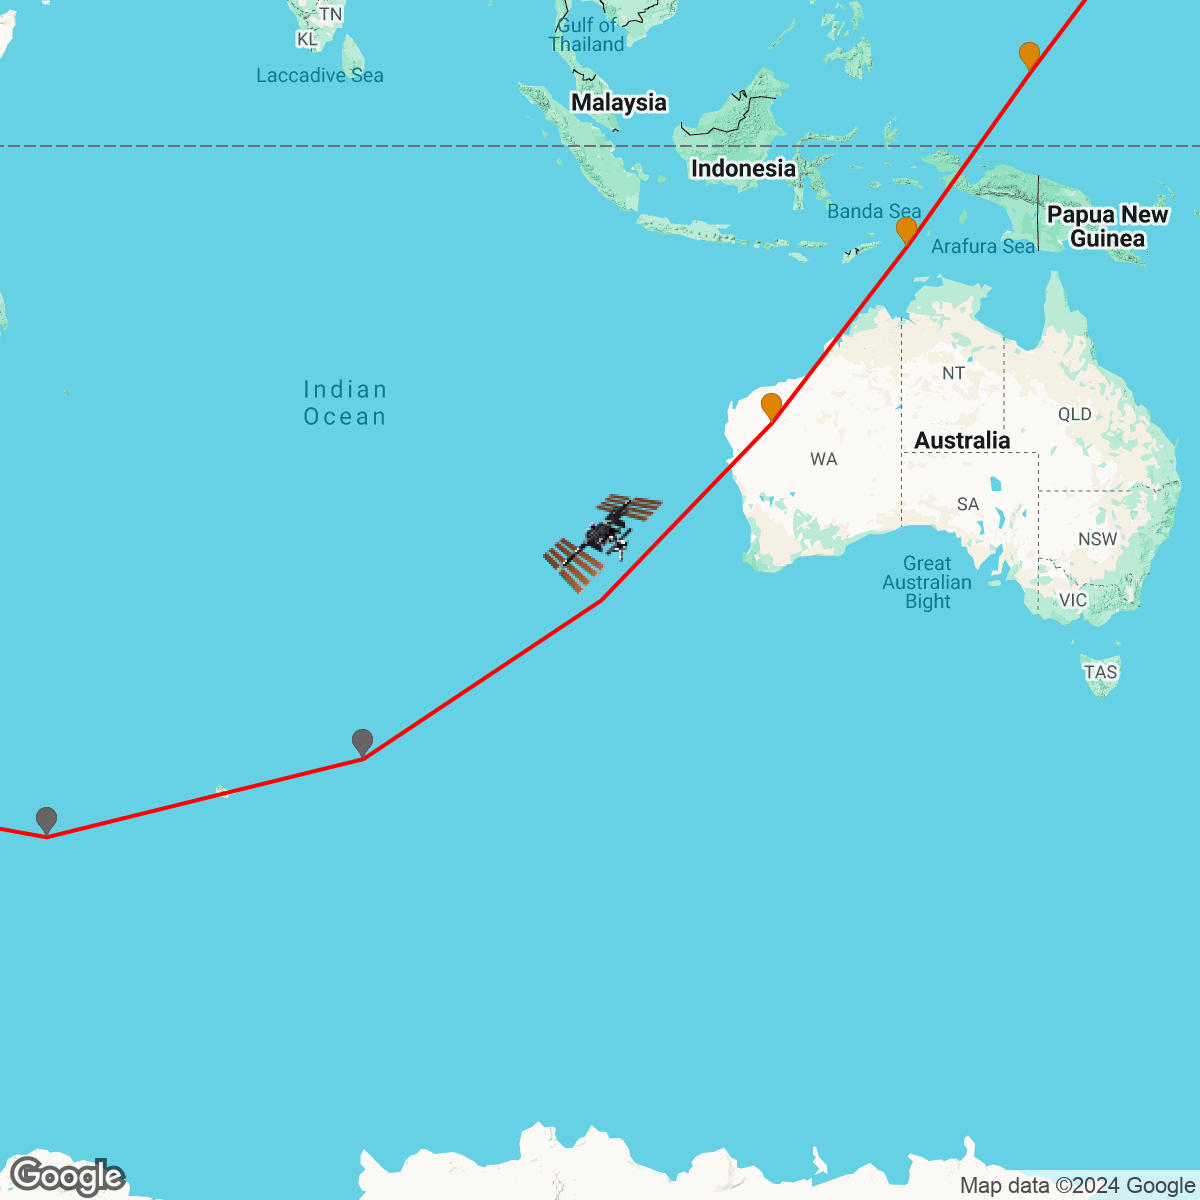 TN
KL
Gulf of
Thailand
Laccadive Sea
Malaysia
Indonesia
Banda Sea
Papua New
Guinea
Arafura Sea
Indian
Ocean
NT
QLD
Australia
WA
SA
NSW
Great
Australian
Bight
VIC
TAS
Google
Map data ©2024 Google